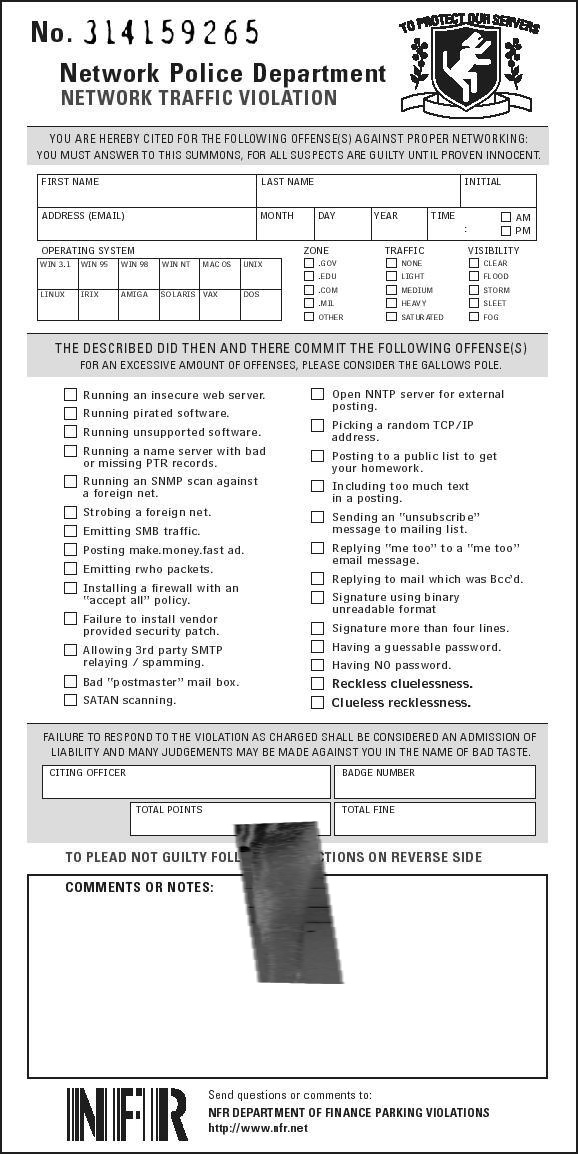 No. 314159265
TO PROTECT OUR SERVERS
Network Police Department
NETWORK TRAFFIC VIOLATION
YOU ARE HEREBY CITED FOR THE FOLLOWING OFFENSE(S) AGAINST PROPER NETWORKING:
YOU MUST ANSWER TO THIS SUMMONS, FOR ALL SUSPECTS ARE GUILTY UNTIL PROVEN INNOCENT.
FIRST NAME LAST NAME INITIAL
ADDRESS (EMAIL) MONTH DAY YEAR TIME : AM
PM
OPERATING SYSTEM ZONE TRAFFIC VISIBILITY
WIN 3.1 WIN 95 WIN 98 WIN NT MAC OS UNIX
LINUX IRIX AMIGA SOLARIS VAX DOS
.GOV NONE CLEAR
.EDU LIGHT FLOOD
.COM MEDIUM STORM
.MIL HEAVY SLEET
OTHER SATURATED FOG
THE DESCRIBED DID THEN AND THERE COMMIT THE FOLLOWING OFFENSE(S)
FOR AN EXCESSIVE AMOUNT OF OFFENSES, PLEASE CONSIDER THE GALLOWS POLE.
Running an insecure web server.
Running pirated software.
Running unsupported software.
Running a name server with bad
or missing PTR records.
Running an SNMP scan against
a foreign net.
Strobing a foreign net.
Emitting SMB traffic.
Posting make.money.fast ad.
Emitting rwho packets.
Installing a firewall with an
"accept all" policy.
Failure to install vendor
provided security patch.
Allowing 3rd party SMTP
relaying / spamming.
Bad "postmaster" mail box.
SATAN scanning.
Open NNTP server for external
posting.
Picking a random TCP/IP
address.
Posting to a public list to get
your homework.
Including too much text
in a posting.
Sending an "unsubscribe"
message to mailing list.
Replying "me too" to a "me too"
email message.
Replying to mail which was Bcc'd.
Signature using binary
unreadable format
Signature more than four lines.
Having a guessable password.
Having NO password.
Reckless cluelessness.
Clueless recklessness.
FAILURE TO RESPOND TO THE VIOLATION AS CHARGED SHALL BE CONSIDERED AN ADMISSION OF
LIABILITY AND MANY JUDGEMENTS MAY BE MADE AGAINST YOU IN THE NAME OF BAD TASTE.
CITING OFFICER BADGE NUMBER
TOTAL POINTS TOTAL FINE
TO PLEAD NOT GUILTY ON REVERSE SIDE
COMMENTS OR NOTES:
NFR
Send questions or comments to:
NFR DEPARTMENT OF FINANCE PARKING VIOLATIONS
http://www.nfr.net